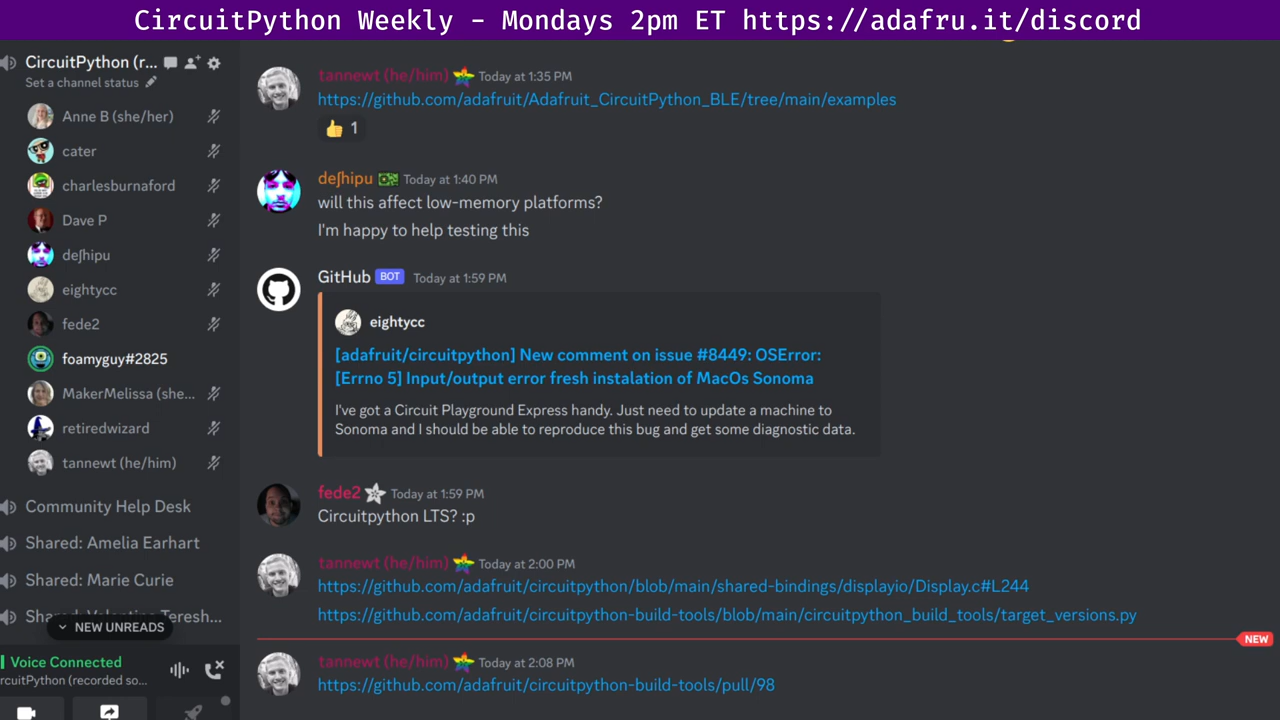 CircuitPython Weekly - Mondays 2pm ET https://adafru.it/discord
CircuitPython (r...
Set a channel status
Anne B (she/her)
cater
charlesburnaford
Dave P
deʃhipu
eightycc
fede2
foamyguy#2825
MakerMelissa (she...
retiredwizard
tannewt (he/him)
Community Help Desk
Shared: Amelia Earhart
Shared: Marie Curie
NEW UNREADS
Voice Connected
rcuitPython (recorded so...
tannewt (he/him) Today at 1:35 PM
https://github.com/adafruit/Adafruit_CircuitPython_BLE/tree/main/examples
👍 1
deʃhipu Today at 1:40 PM
will this affect low-memory platforms?
I'm happy to help testing this
GitHub BOT Today at 1:59 PM
eightycc
[adafruit/circuitpython] New comment on issue #8449: OSError:
[Errno 5] Input/output error fresh instalation of MacOs Sonoma
I've got a Circuit Playground Express handy. Just need to update a machine to
Sonoma and I should be able to reproduce this bug and get some diagnostic data.
fede2 Today at 1:59 PM
Circuitpython LTS? :p
tannewt (he/him) Today at 2:00 PM
https://github.com/adafruit/circuitpython/blob/main/shared-bindings/displayio/Display.c#L244
https://github.com/adafruit/circuitpython-build-tools/blob/main/circuitpython_build_tools/target_versions.py
NEW
tannewt (he/him) Today at 2:08 PM
https://github.com/adafruit/circuitpython-build-tools/pull/98